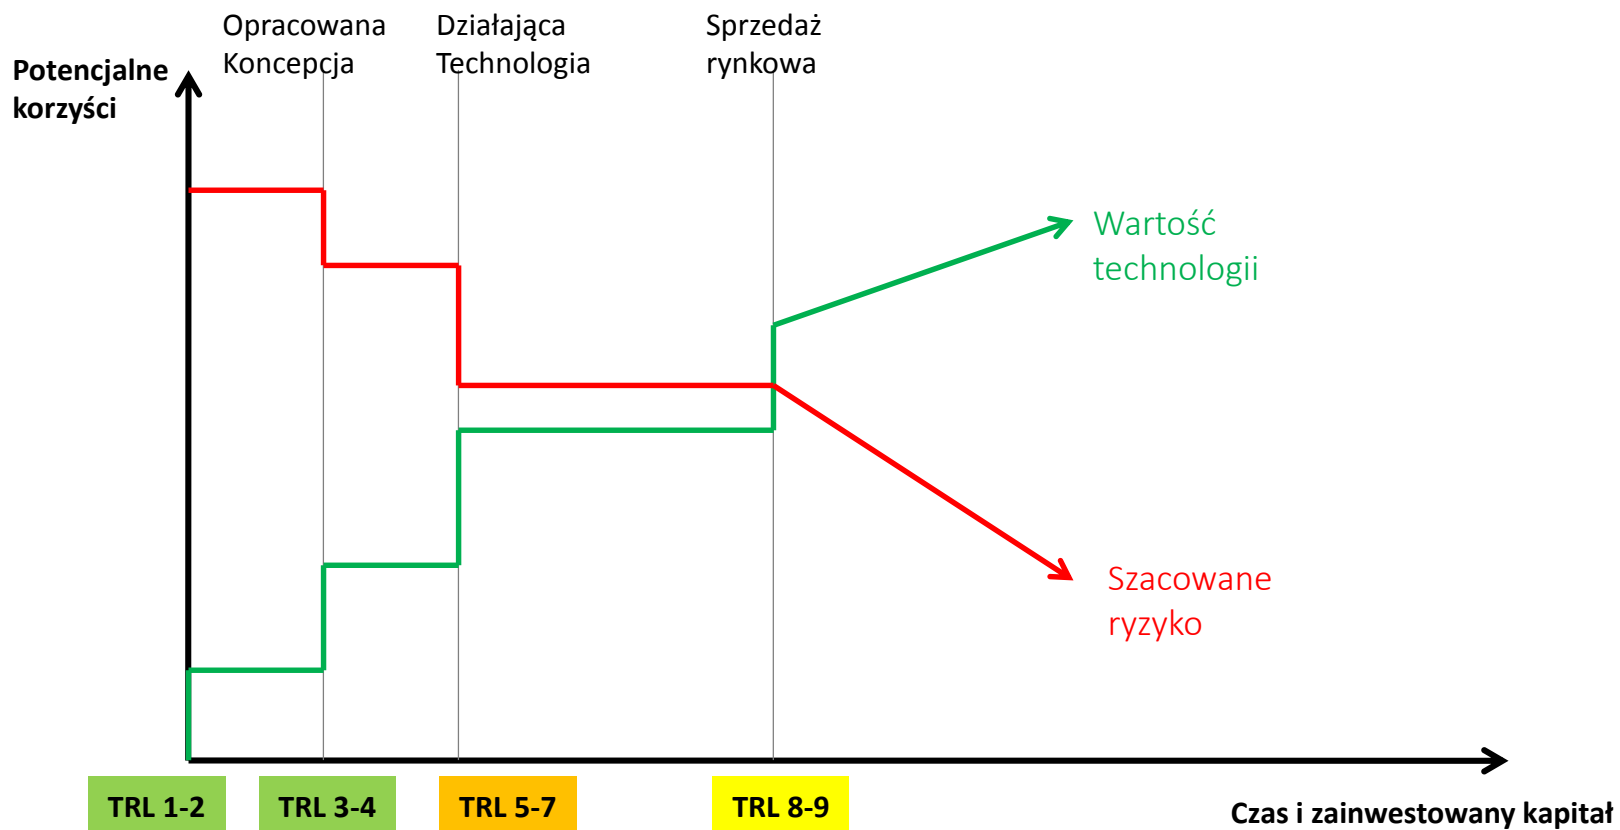 Opracowana
Koncepcja
Działająca
Technologia
Sprzedaż
rynkowa
Potencjalne
korzyści
Wartość
technologii
Szacowane
ryzyko
TRL 1-2
TRL 3-4
TRL 5-7
TRL 8-9
Czas i zainwestowany kapitał